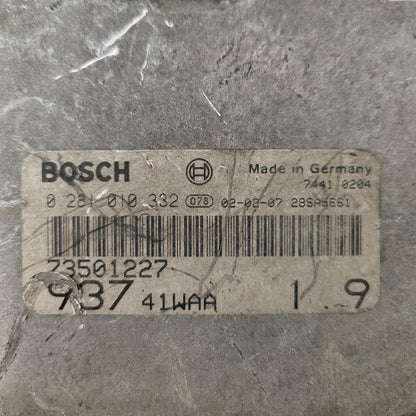 BOSCH Made in Germany
7441 0204
0 281 010 332 078 02-02-07 28SA3661
73501227
937 41WAA 1 9